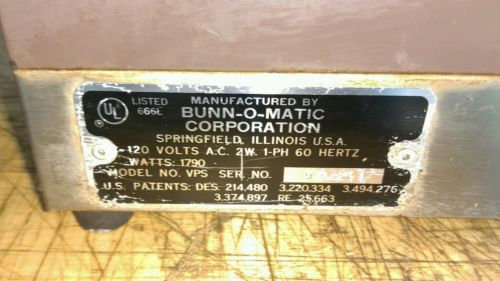 UL
LISTED
666L
MANUFACTURED BY
BUNN-O-MATIC
CORPORATION
SPRINGFIELD, ILLINOIS U.S.A.
120 VOLTS A.C. 2W. 1-PH 60 HERTZ
WATTS: 1790
MODEL NO. VPS SER. NO.
U.S. PATENTS: DES. 214,480 3,220,334 3,494,276
3,374,897 RE. 25,663